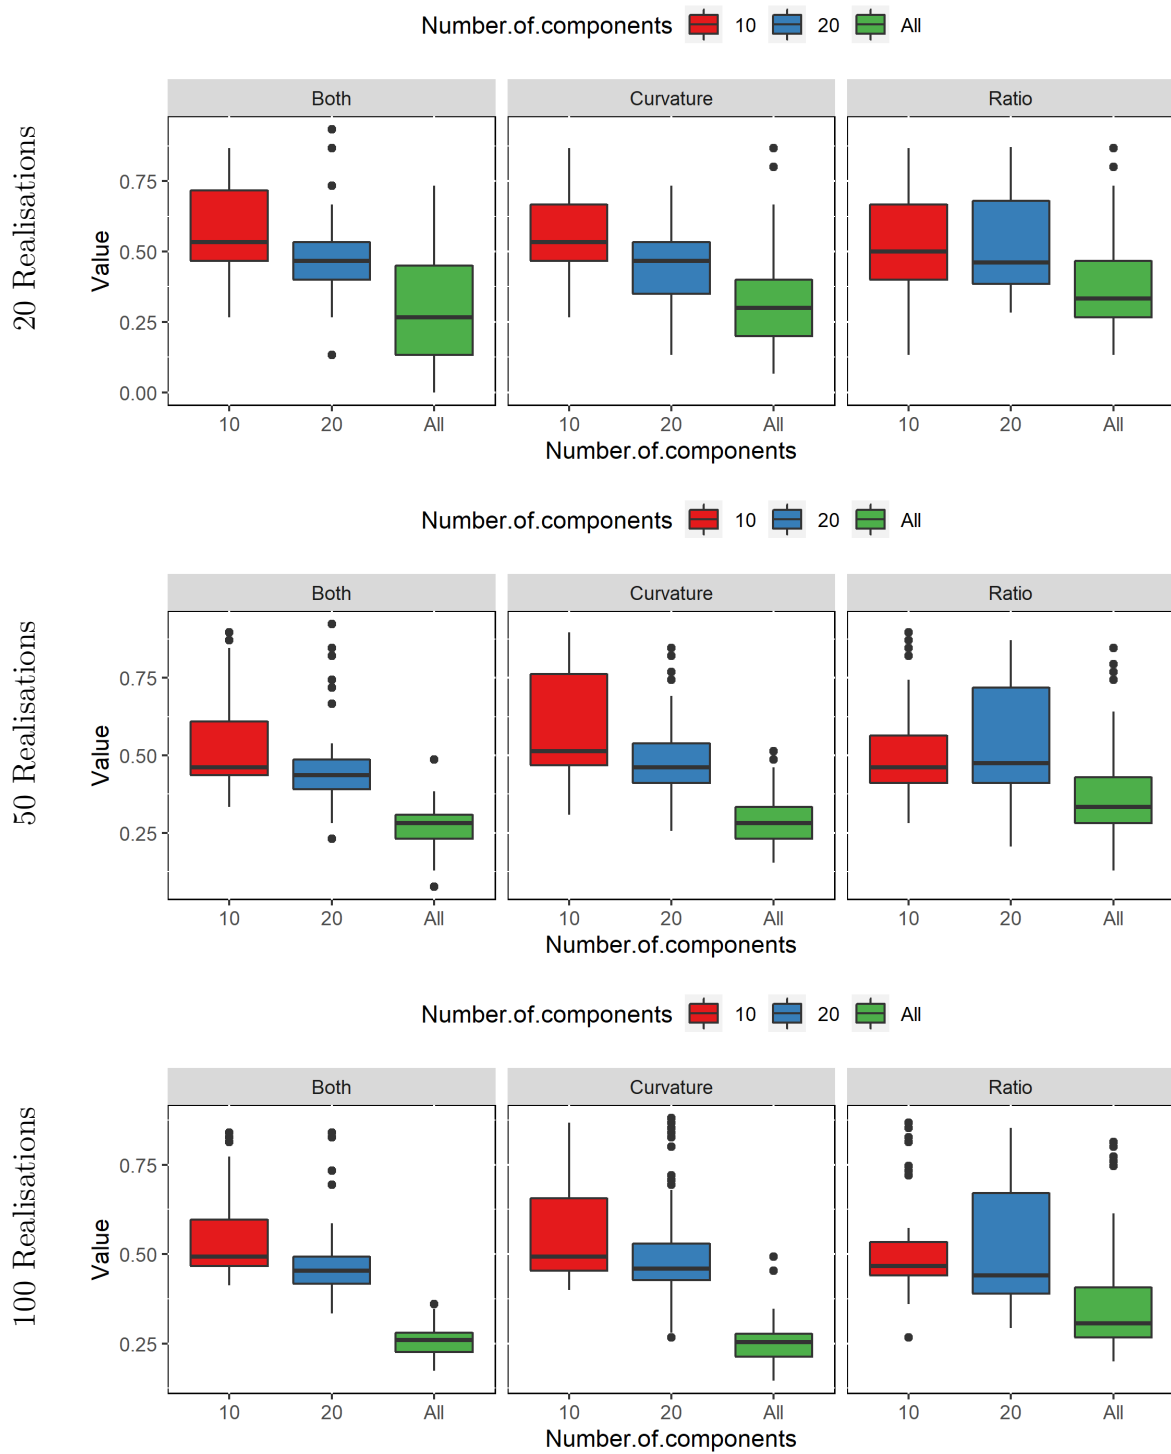 Number.of.components 10 20 All
Both Curvature Ratio
20 Realisations
Value
0.75
0.50
0.25
0.00
10 20 All 10 20 All 10 20 All
Number.of.components
Number.of.components 10 20 All
Both Curvature Ratio
50 Realisations
Value
0.75
0.50
0.25
10 20 All 10 20 All 10 20 All
Number.of.components
Number.of.components 10 20 All
Both Curvature Ratio
100 Realisations
Value
0.75
0.50
0.25
10 20 All 10 20 All 10 20 All
Number.of.components